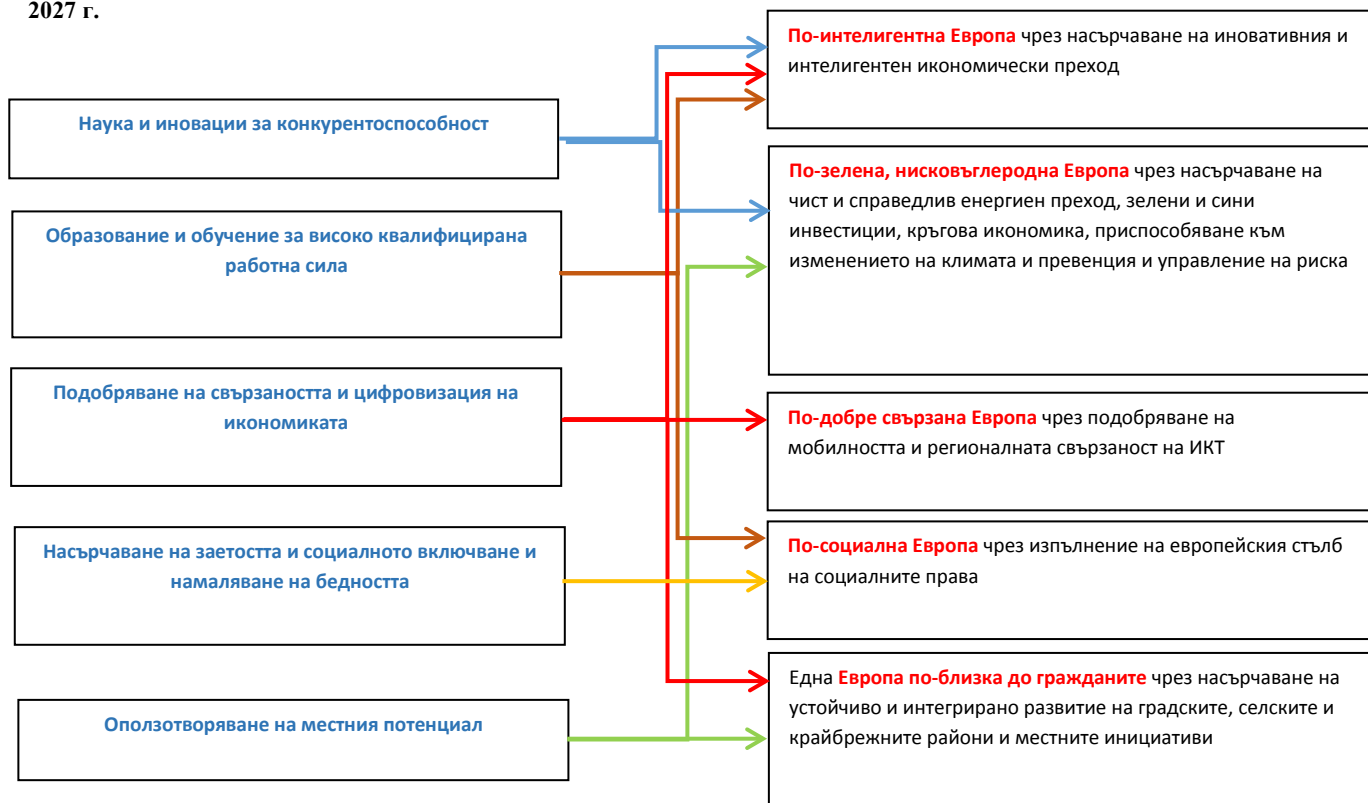 2027 г.
Наука и иновации за конкурентоспособност
Образование и обучение за високо квалифицирана
работна сила
Подобряване на свързаността и цифровизация на
икономиката
Насърчаване на заетостта и социалното включване и
намаляване на бедността
Оползотворяване на местния потенциал
По-интелигентна Европа чрез насърчаване на иновативния и
интелигентен икономически преход
По-зелена, нисковъглеродна Европа чрез насърчаване на
чист и справедлив енергиен преход, зелени и сини
инвестиции, кръгова икономика, приспособяване към
изменението на климата и превенция и управление на риска
По-добре свързана Европа чрез подобряване на
мобилността и регионалната свързаност на ИКТ
По-социална Европа чрез изпълнение на европейския стълб
на социалните права
Една Европа по-близка до гражданите чрез насърчаване на
устойчиво и интегрирано развитие на градските, селските и
крайбрежните райони и местните инициативи